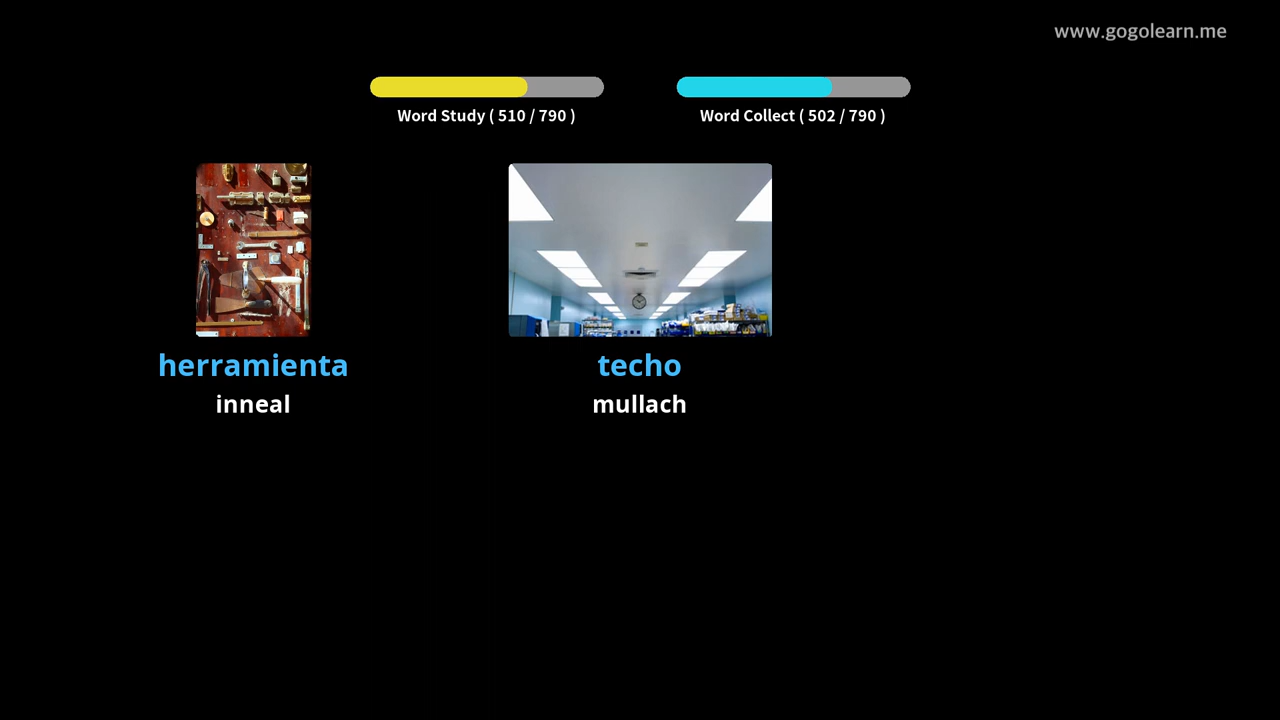 www.gogolearn.me
Word Study ( 510 / 790 )
Word Collect ( 502 / 790 )
herramienta
inneal
techo
mullach